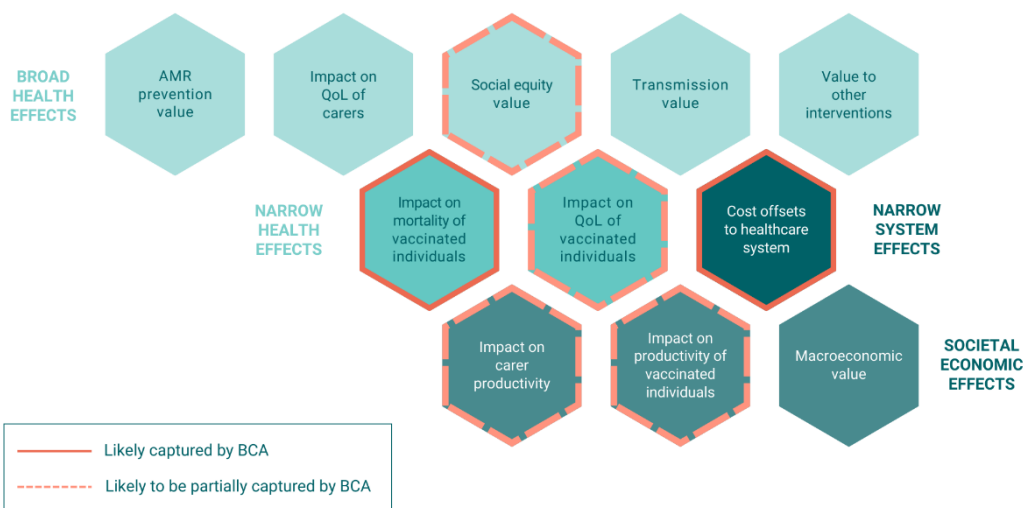 BROAD
HEALTH
EFFECTS
AMR
prevention
value
Impact on
QoL of
carers
Social equity
value
Transmission
value
Value to
other
interventions
NARROW
HEALTH
EFFECTS
Impact on
mortality of
vaccinated
individuals
Impact on
QoL of
vaccinated
individuals
Cost offsets
to healthcare
system
NARROW
SYSTEM
EFFECTS
Impact on
carer
productivity
Impact on
productivity of
vaccinated
individuals
Macroeconomic
value
SOCIETAL
ECONOMIC
EFFECTS
Likely captured by BCA
Likely to be partially captured by BCA